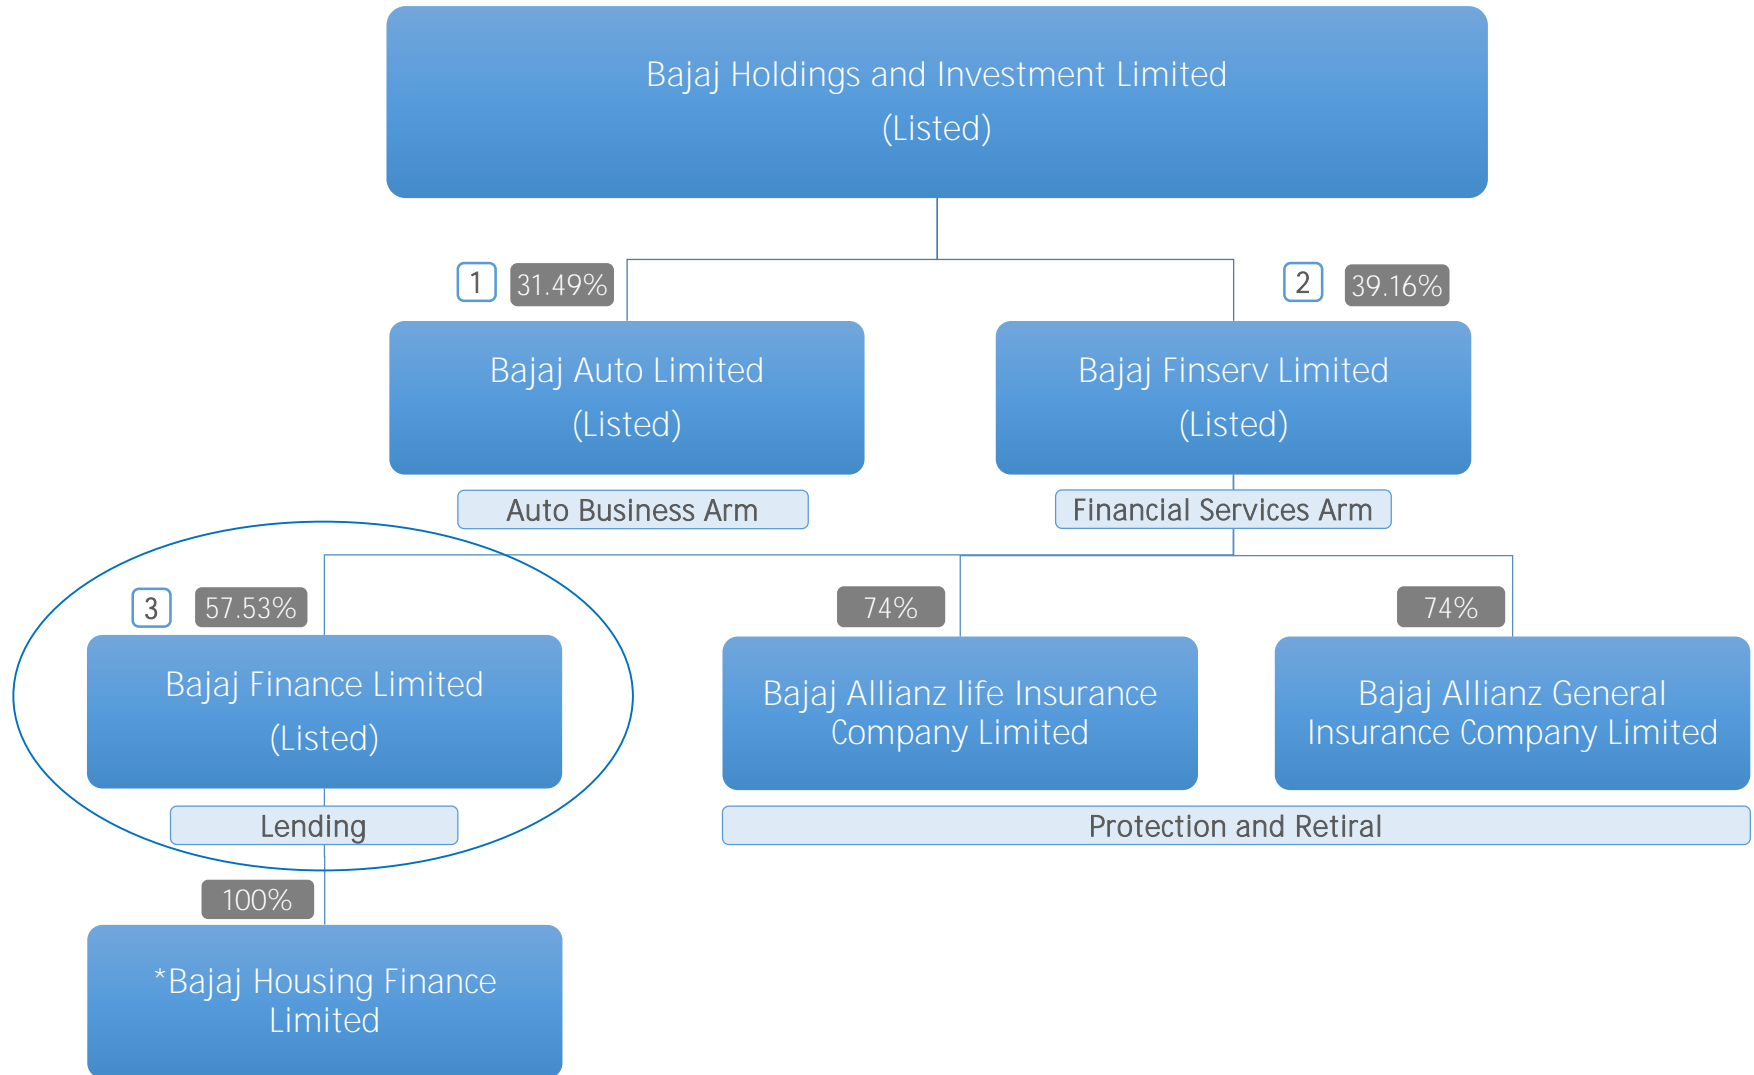 Bajaj Holdings and Investment Limited
(Listed)
1
31.49%
2
39.16%
Bajaj Auto Limited
(Listed)
Bajaj Finserv Limited
(Listed)
Auto Business Arm
Financial Services Arm
3
57.53%
74%
74%
Bajaj Finance Limited
(Listed)
Bajaj Allianz life Insurance
Company Limited
Bajaj Allianz General
Insurance Company Limited
Lending
Protection and Retiral
100%
*Bajaj Housing Finance
Limited